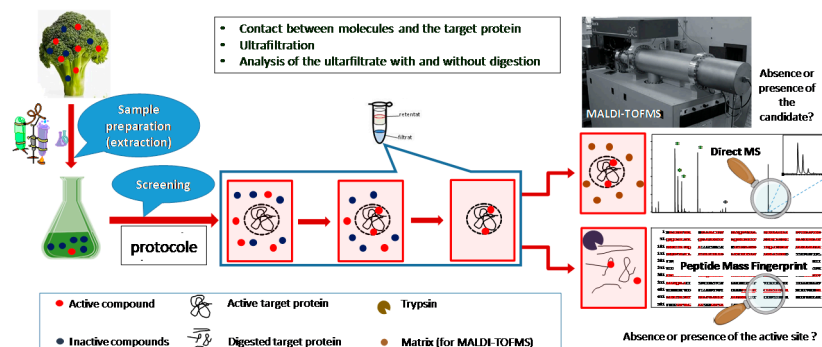 • Contact between molecules and the target protein
• Ultrafiltration
• Analysis of the ultarfiltrate with and without digestion
Sample
preparation
(extraction)
retentat
filtrat
MALDI-TOFMS
Absence or
presence of
the
candidate?
Screening
protocole
Direct MS
Peptide Mass Fingerprint
Active compound
Active target protein
Trypsin
Inactive compounds
Digested target protein
Matrix (for MALDI-TOFMS)
Absence or presence of the active site ?